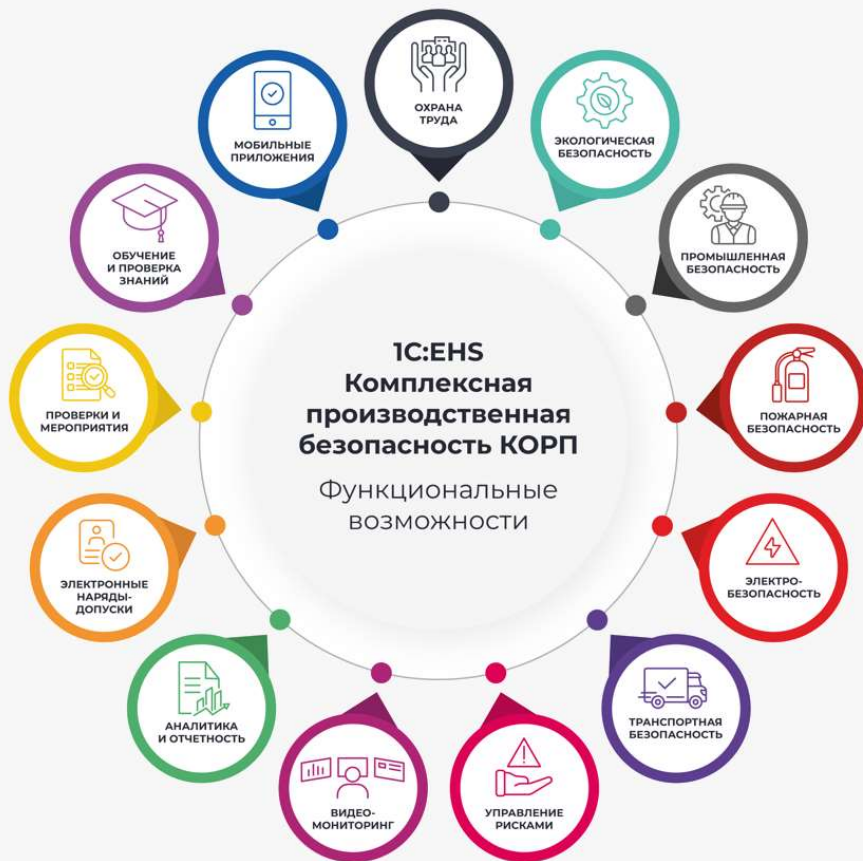 ОХРАНА
ТРУДА
ЭКОЛОГИЧЕСКАЯ
БЕЗОПАСНОСТЬ
ПРОМЫШЛЕННАЯ
БЕЗОПАСНОСТЬ
ПОЖАРНАЯ
БЕЗОПАСНОСТЬ
ЭЛЕКТРО-
БЕЗОПАСНОСТЬ
ТРАНСПОРТНАЯ
БЕЗОПАСНОСТЬ
УПРАВЛЕНИЕ
РИСКАМИ
ВИДЕО-
МОНИТОРИНГ
АНАЛИТИКА
И ОТЧЕТНОСТЬ
ЭЛЕКТРОННЫЕ
НАРЯДЫ-
ДОПУСКИ
ПРОВЕРКИ И
МЕРОПРИЯТИЯ
ОБУЧЕНИЕ
И ПРОВЕРКА
ЗНАНИЙ
МОБИЛЬНЫЕ
ПРИЛОЖЕНИЯ
1С:EHS
Комплексная
производственная
безопасность КОРП
Функциональные
возможности